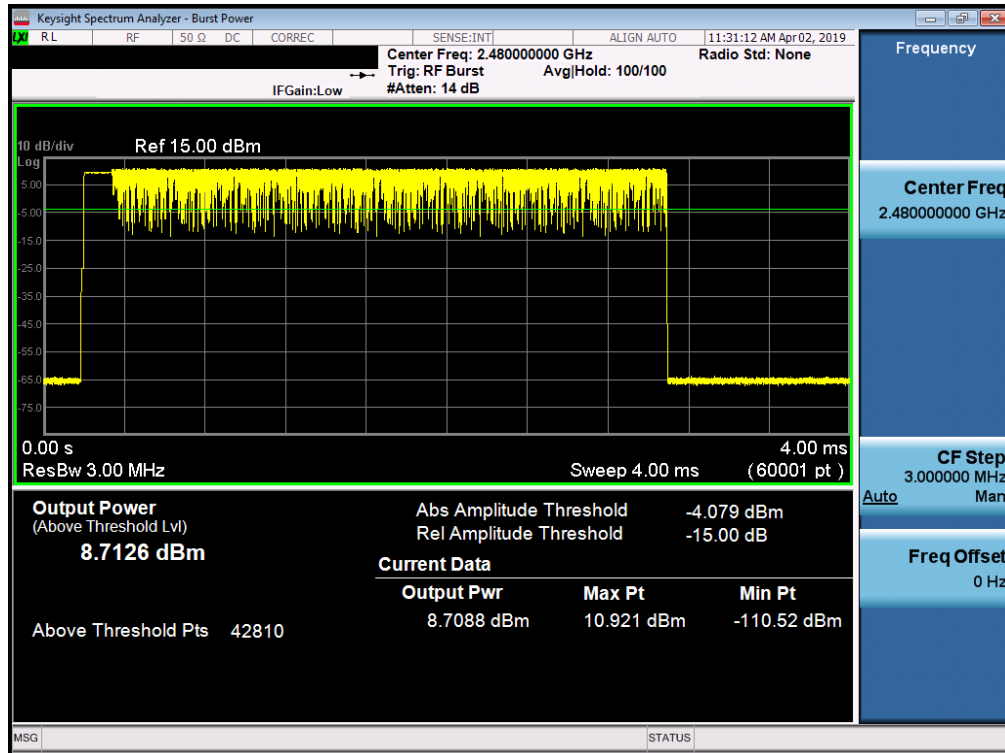 Keysight Spectrum Analyzer - Burst Power
LXI RL RF 50 Ω DC CORREC SENSE:INT ALIGN AUTO 11:31:12 AM Apr 02, 2019
Center Freq: 2.480000000 GHz Radio Std: None
Trig: RF Burst Avg|Hold: 100/100
IFGain:Low #Atten: 14 dB
Frequency
10 dB/div Ref 15.00 dBm
Log
5.00
-5.00
-15.0
-25.0
-35.0
-45.0
-55.0
-65.0
-75.0
0.00 s 4.00 ms
ResBw 3.00 MHz Sweep 4.00 ms (60001 pt )
Center Freq
2.480000000 GHz
CF Step
3.000000 MHz
Auto Man
Freq Offset
0 Hz
Output Power
(Above Threshold Lvl)
8.7126 dBm
Above Threshold Pts 42810
Abs Amplitude Threshold -4.079 dBm
Rel Amplitude Threshold -15.00 dB
Current Data
Output Pwr Max Pt Min Pt
8.7088 dBm 10.921 dBm -110.52 dBm
MSG STATUS